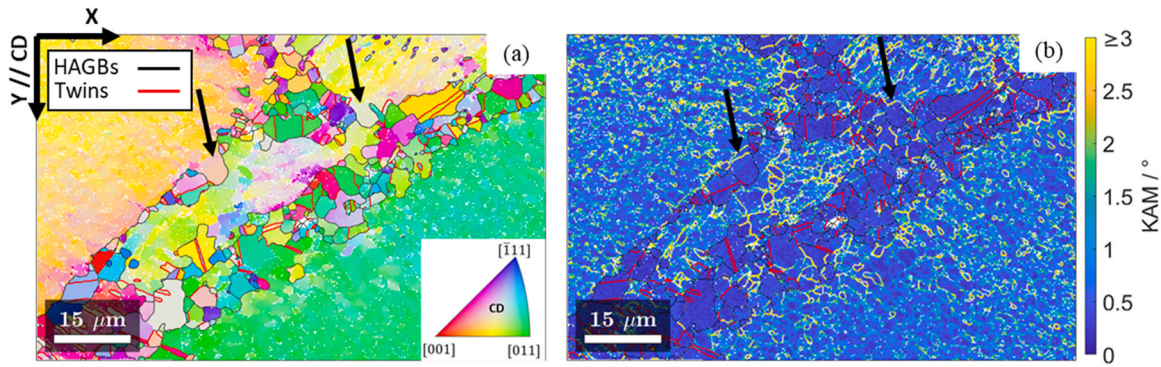 X
Y // CD
HAGBs
Twins
(a)
[1̄11]
CD
[001]
[011]
15 μm
(b)
15 μm
≥3
2.5
2
1.5
1
0.5
0
KAM / °